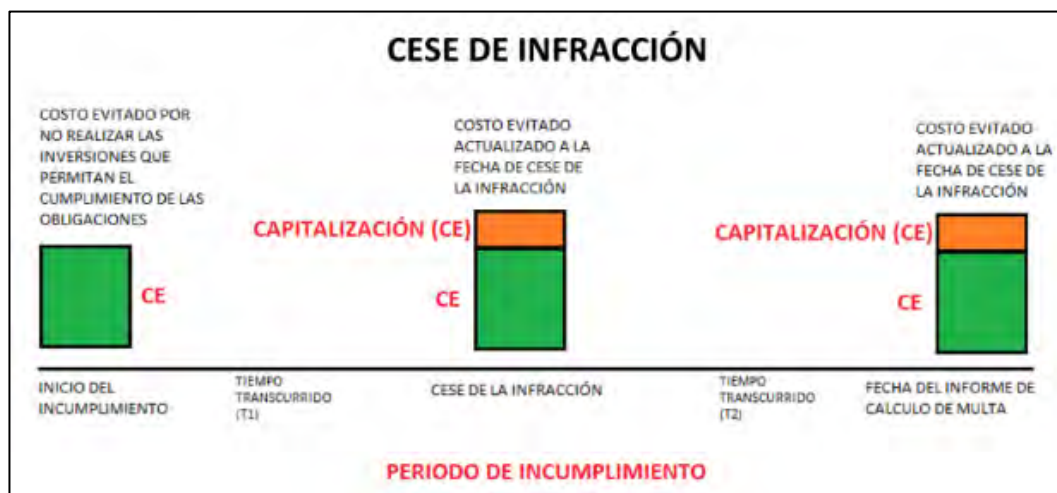 CESE DE INFRACCIÓN
COSTO EVITADO POR
NO REALIZAR LAS
INVERSIONES QUE
PERMITAN EL
CUMPLIMIENTO DE LAS
OBLIGACIONES
CE
COSTO EVITADO
ACTUALIZADO A LA
FECHA DE CESE DE
LA INFRACCIÓN
CAPITALIZACIÓN (CE)
CE
COSTO EVITADO
ACTUALIZADO A LA
FECHA DE CESE DE
LA INFRACCIÓN
CAPITALIZACIÓN (CE)
CE
INICIO DEL
INCUMPLIMIENTO
TIEMPO
TRANSCURRIDO
(T1)
CESE DE LA INFRACCIÓN
TIEMPO
TRANSCURRIDO
(T2)
FECHA DEL INFORME DE
CALCULO DE MULTA
PERIODO DE INCUMPLIMIENTO